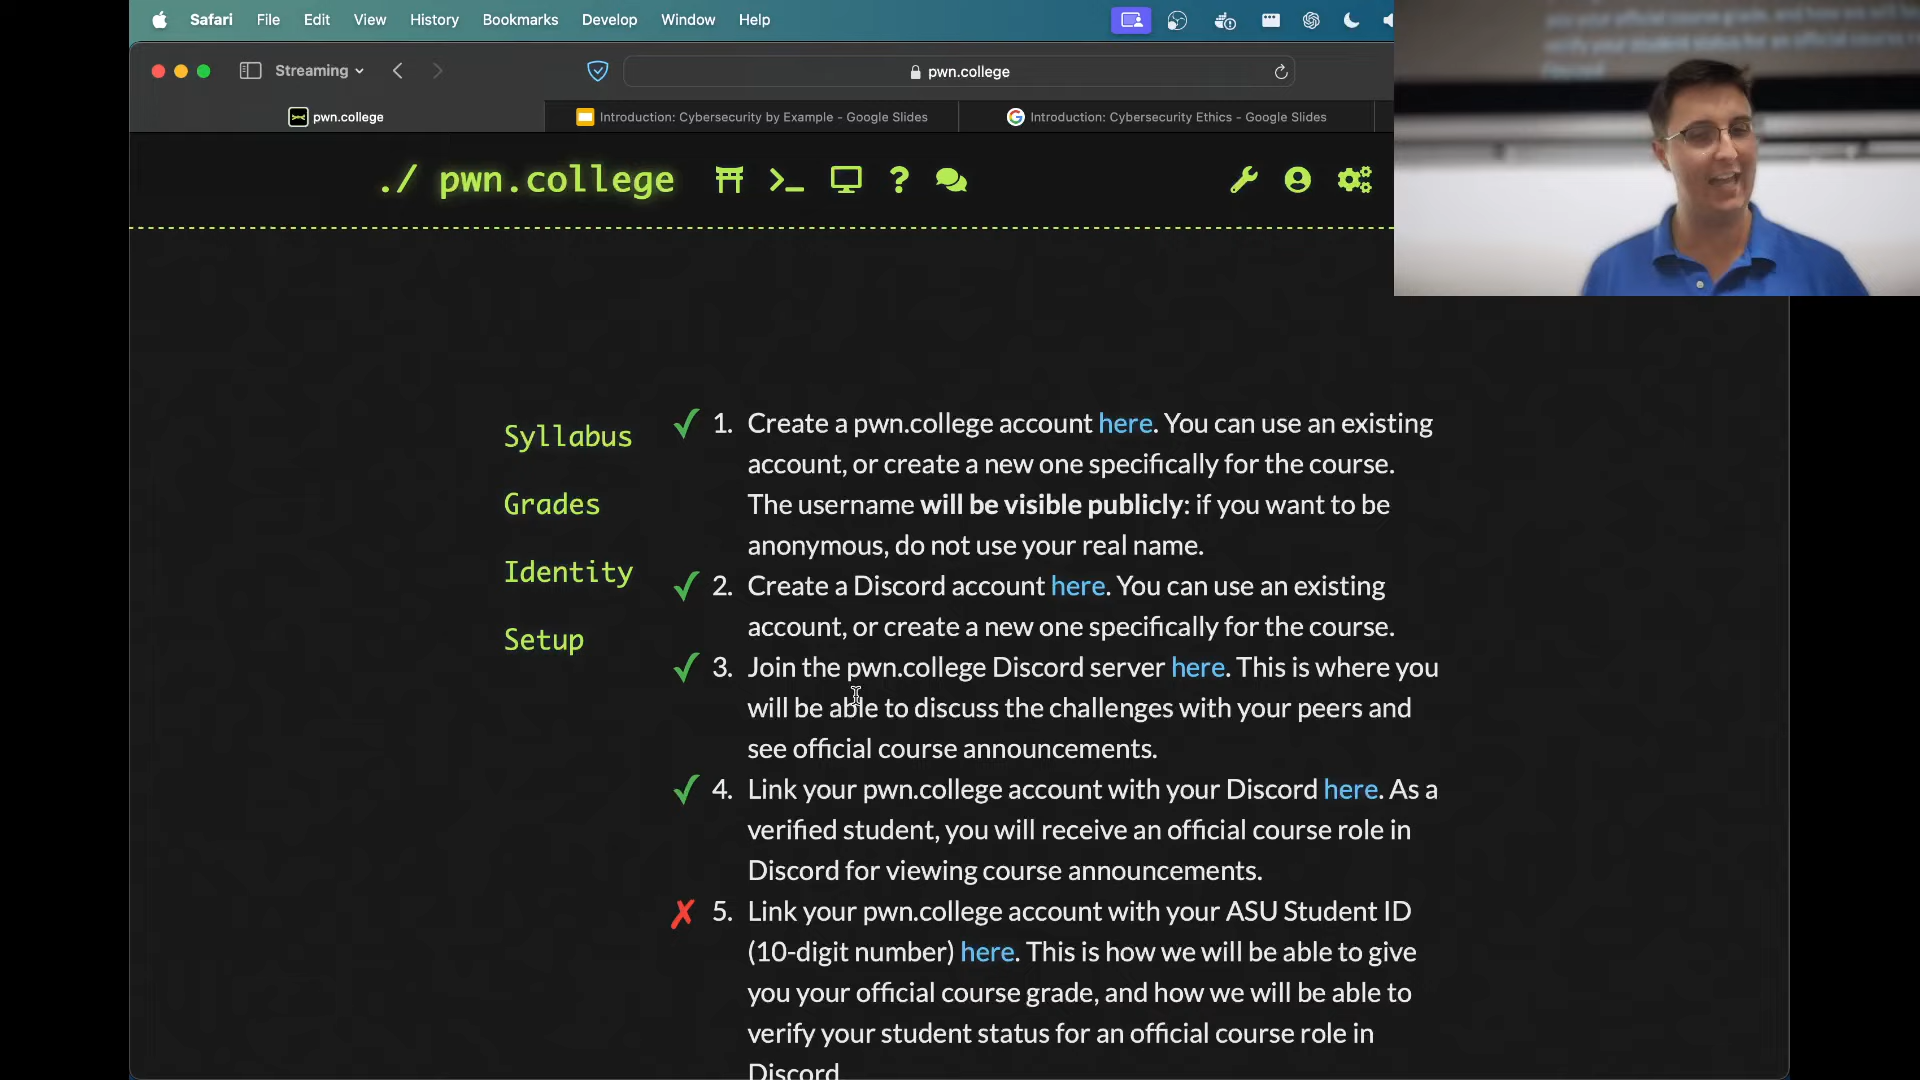 Safari File Edit View History Bookmarks Develop Window Help
Streaming pwn.college
pwn.college Introduction: Cybersecurity by Example - Google Slides Introduction: Cybersecurity Ethics - Google Slides
./ pwn.college >_ ?
Syllabus
Grades
Identity
Setup
✓ 1. Create a pwn.college account here. You can use an existing
account, or create a new one specifically for the course.
The username will be visible publicly: if you want to be
anonymous, do not use your real name.
✓ 2. Create a Discord account here. You can use an existing
account, or create a new one specifically for the course.
✓ 3. Join the pwn.college Discord server here. This is where you
will be able to discuss the challenges with your peers and
see official course announcements.
✓ 4. Link your pwn.college account with your Discord here. As a
verified student, you will receive an official course role in
Discord for viewing course announcements.
✗ 5. Link your pwn.college account with your ASU Student ID
(10-digit number) here. This is how we will be able to give
you your official course grade, and how we will be able to
verify your student status for an official course role in
Discord